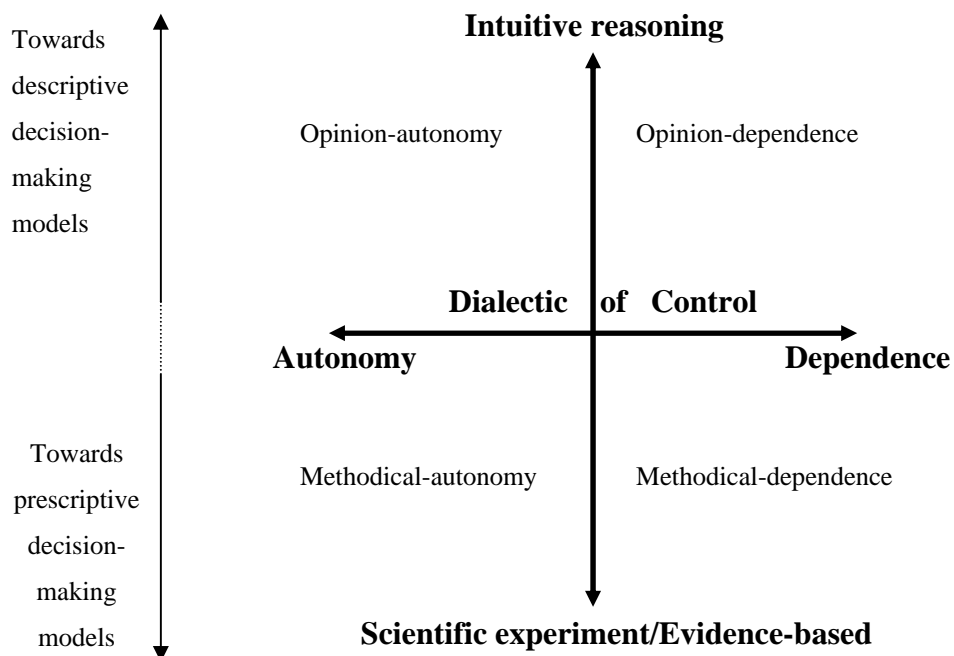 Intuitive reasoning
Towards
descriptive
decision-
making
models
Opinion-autonomy
Opinion-dependence
Dialectic of Control
Autonomy
Dependence
Towards
prescriptive
decision-
making
models
Methodical-autonomy
Methodical-dependence
Scientific experiment/Evidence-based